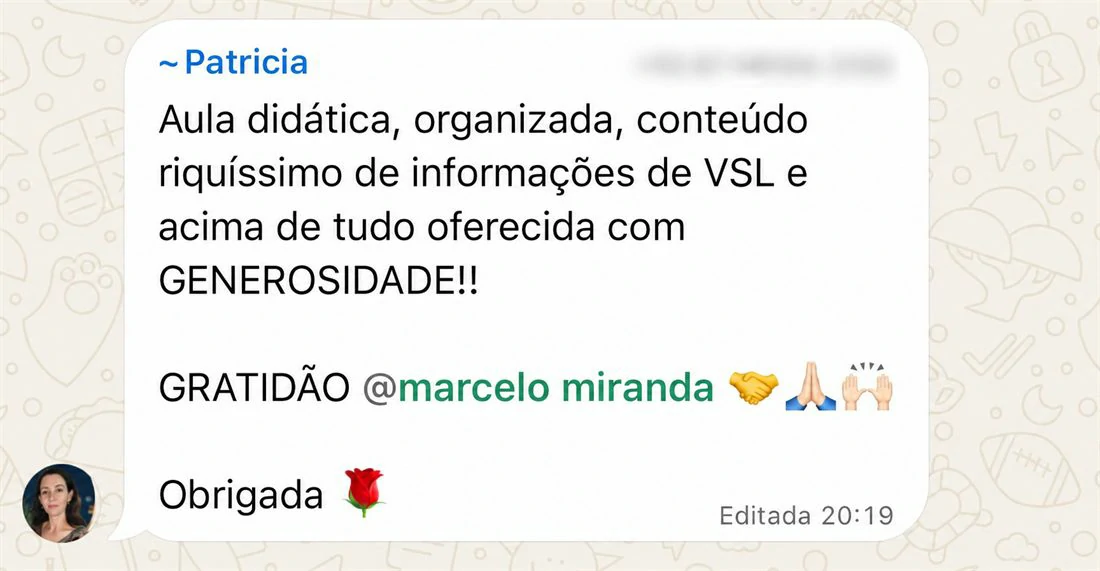 ~ Patricia
Aula didática, organizada, conteúdo
riquíssimo de informações de VSL e
acima de tudo oferecida com
GENEROSIDADE!!
GRATIDÃO @marcelo miranda 🤝🙏🏻🙌🏻
Obrigada 🌹
Editada 20:19